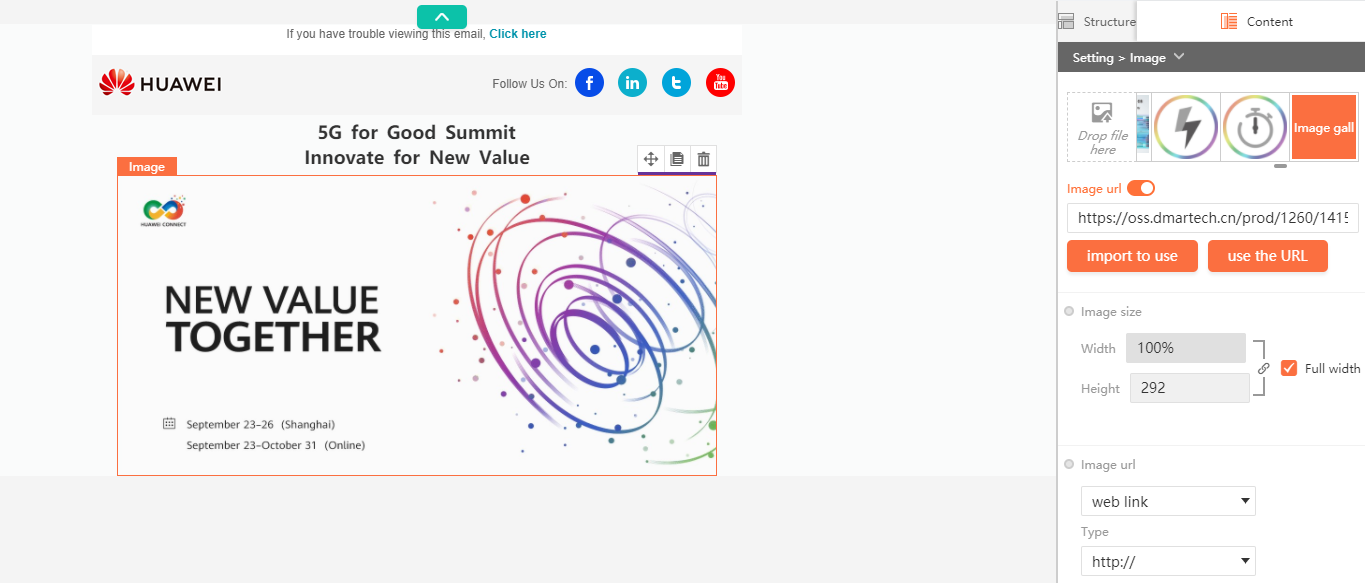 If you have trouble viewing this email, Click here
HUAWEI
Follow Us On:
You
Tube
5G for Good Summit
Innovate for New Value
Image
HUAWEI CONNECT
NEW VALUE
TOGETHER
September 23–26 (Shanghai)
September 23–October 31 (Online)
Structure
Content
Setting > Image
Drop file
here
Image gall
Image url
https://oss.dmartech.cn/prod/1260/1415
import to use
use the URL
Image size
Width
100%
Height
292
Full width
Image url
web link
Type
http://